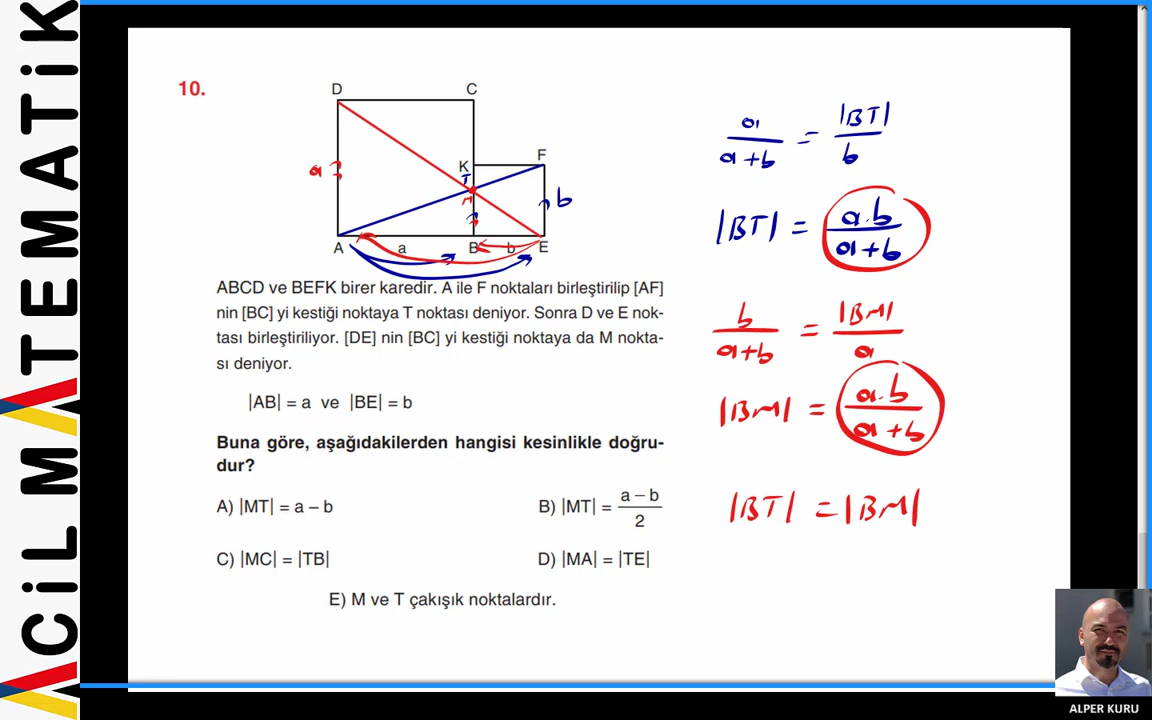 ACiLMATEMATiK
10.
D
C
K
F
T
M
a
b
A
a
B
b
E
ABCD ve BEFK birer karedir. A ile F noktaları birleştirilip [AF]
nin [BC] yi kestiği noktaya T noktası deniyor. Sonra D ve E nok-
tası birleştiriliyor. [DE] nin [BC] yi kestiği noktaya da M nokta-
sı deniyor.
|AB| = a ve |BE| = b
Buna göre, aşağıdakilerden hangisi kesinlikle doğru-
dur?
A) |MT| = a – b
B) |MT| = (a – b)/2
C) |MC| = |TB|
D) |MA| = |TE|
E) M ve T çakışık noktalardır.
a/(a+b) = |BT|/b
|BT| = a.b/(a+b)
b/(a+b) = |BM|/a
|BM| = a.b/(a+b)
|BT| = |BM|
ALPER KURU